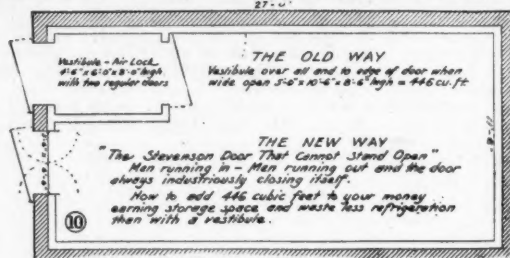 27'-0"
Vestibule - Air Lock
4'-6" x 6'-0" x 8'-0" high
with two regular doors
THE OLD WAY
Vestibule over all and to edge of door when
wide open 5'-0" x 10'-6" x 8'-6" high = 446 cu. ft.
THE NEW WAY
"The Stevenson Door That Cannot Stand Open"
Men running in - Men running out and the door
always industriously closing itself.
How to add 446 cubic feet to your money
earning storage space and waste less refrigeration
than with a vestibule.
10